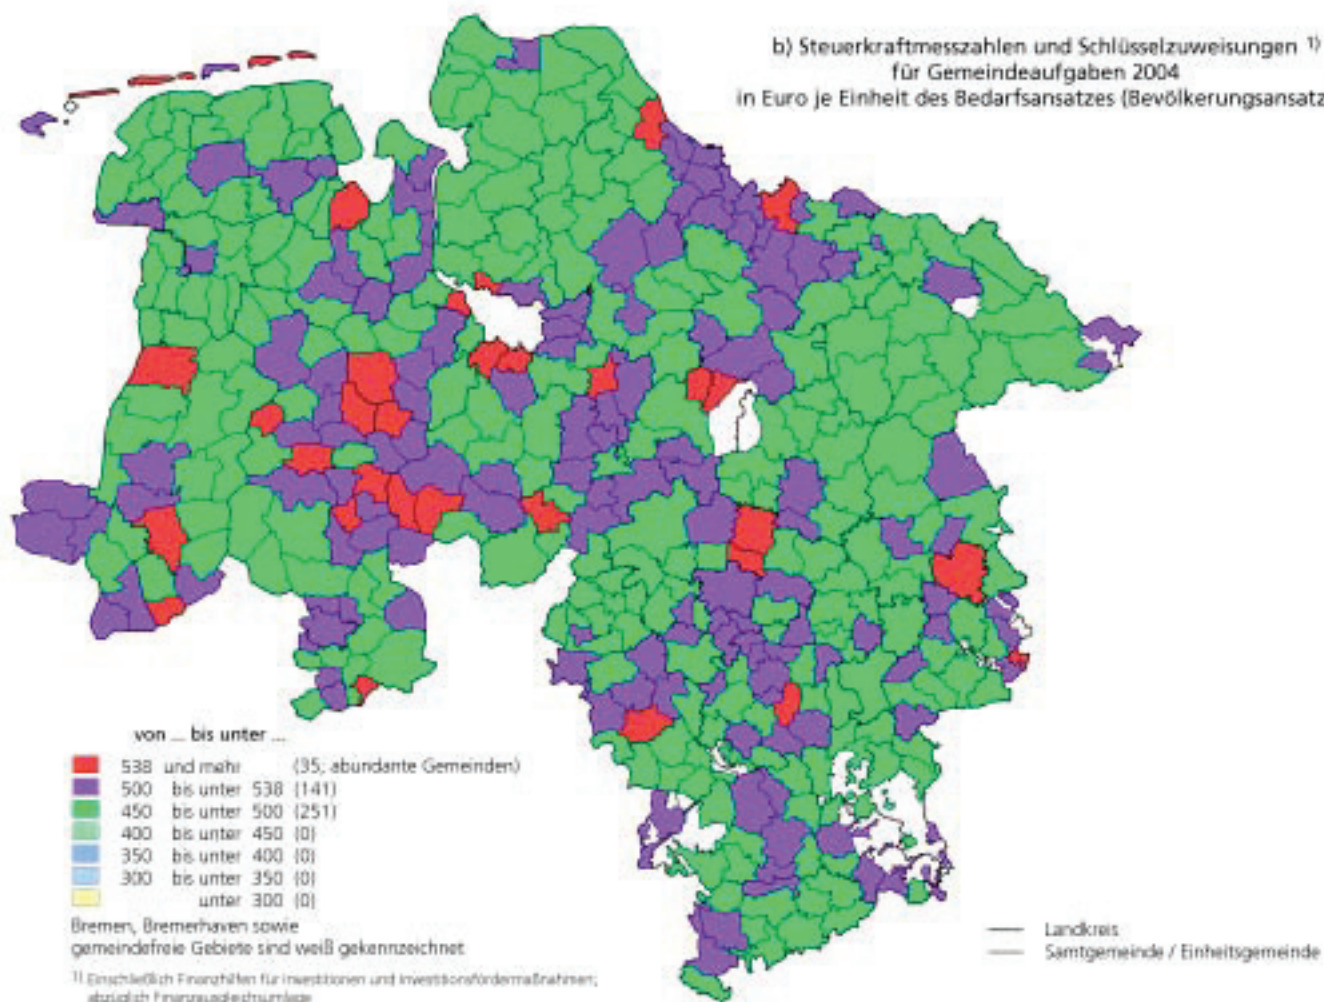 b) Steuerkraftmesszahlen und Schlüsselzuweisungen 1)
für Gemeindeaufgaben 2004
in Euro je Einheit des Bedarfsansatzes (Bevölkerungsansatz
von ... bis unter ...
538 und mehr (35; abundante Gemeinden)
500 bis unter 538 (141)
450 bis unter 500 (251)
400 bis unter 450 (0)
350 bis unter 400 (0)
300 bis unter 350 (0)
unter 300 (0)
Bremen, Bremerhaven sowie
gemeindefreie Gebiete sind weiß gekennzeichnet
1) Einschließlich Finanzhilfen für Investitionen und Investitionsfördermaßnahmen;
abzüglich Finanzausgleichsumlage
Landkreis
Samtgemeinde / Einheitsgemeinde